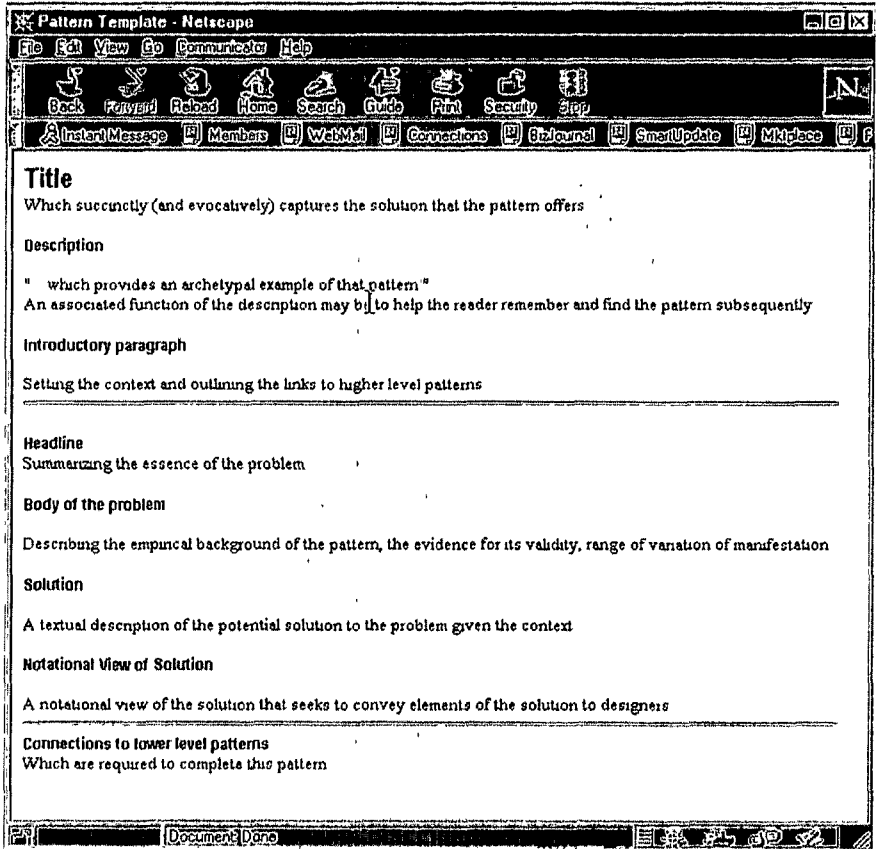 Pattern Template - Netscape
File Edit View Go Communicator Help
Back Forward Reload Home Search Guide Print Security Stop
N
Instant Message Members WebMail Connections BizJournal SmartUpdate Mktplace
Title
Which succinctly (and evocatively) captures the solution that the pattern offers
Description
" which provides an archetypal example of that pattern "
An associated function of the description may be to help the reader remember and find the pattern subsequently
Introductory paragraph
Setting the context and outlining the links to higher level patterns
Headline
Summarizing the essence of the problem
Body of the problem
Describing the empirical background of the pattern, the evidence for its validity, range of variation of manifestation
Solution
A textual description of the potential solution to the problem given the context
Notational View of Solution
A notational view of the solution that seeks to convey elements of the solution to designers
Connections to lower level patterns
Which are required to complete this pattern
Document Done